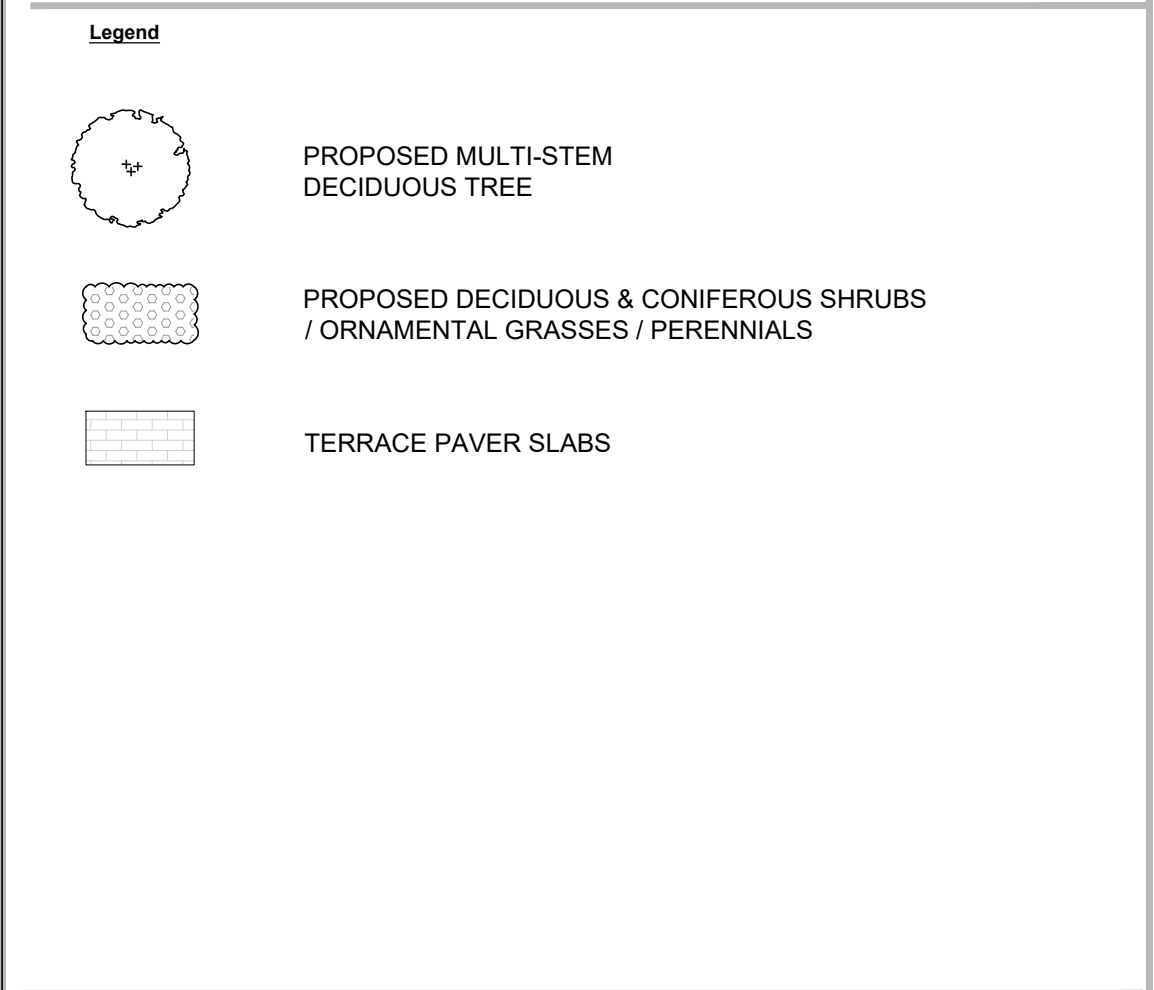 Legend
PROPOSED MULTI-STEM
DECIDUOUS TREE
PROPOSED DECIDUOUS & CONIFEROUS SHRUBS
/ ORNAMENTAL GRASSES / PERENNIALS
TERRACE PAVER SLABS